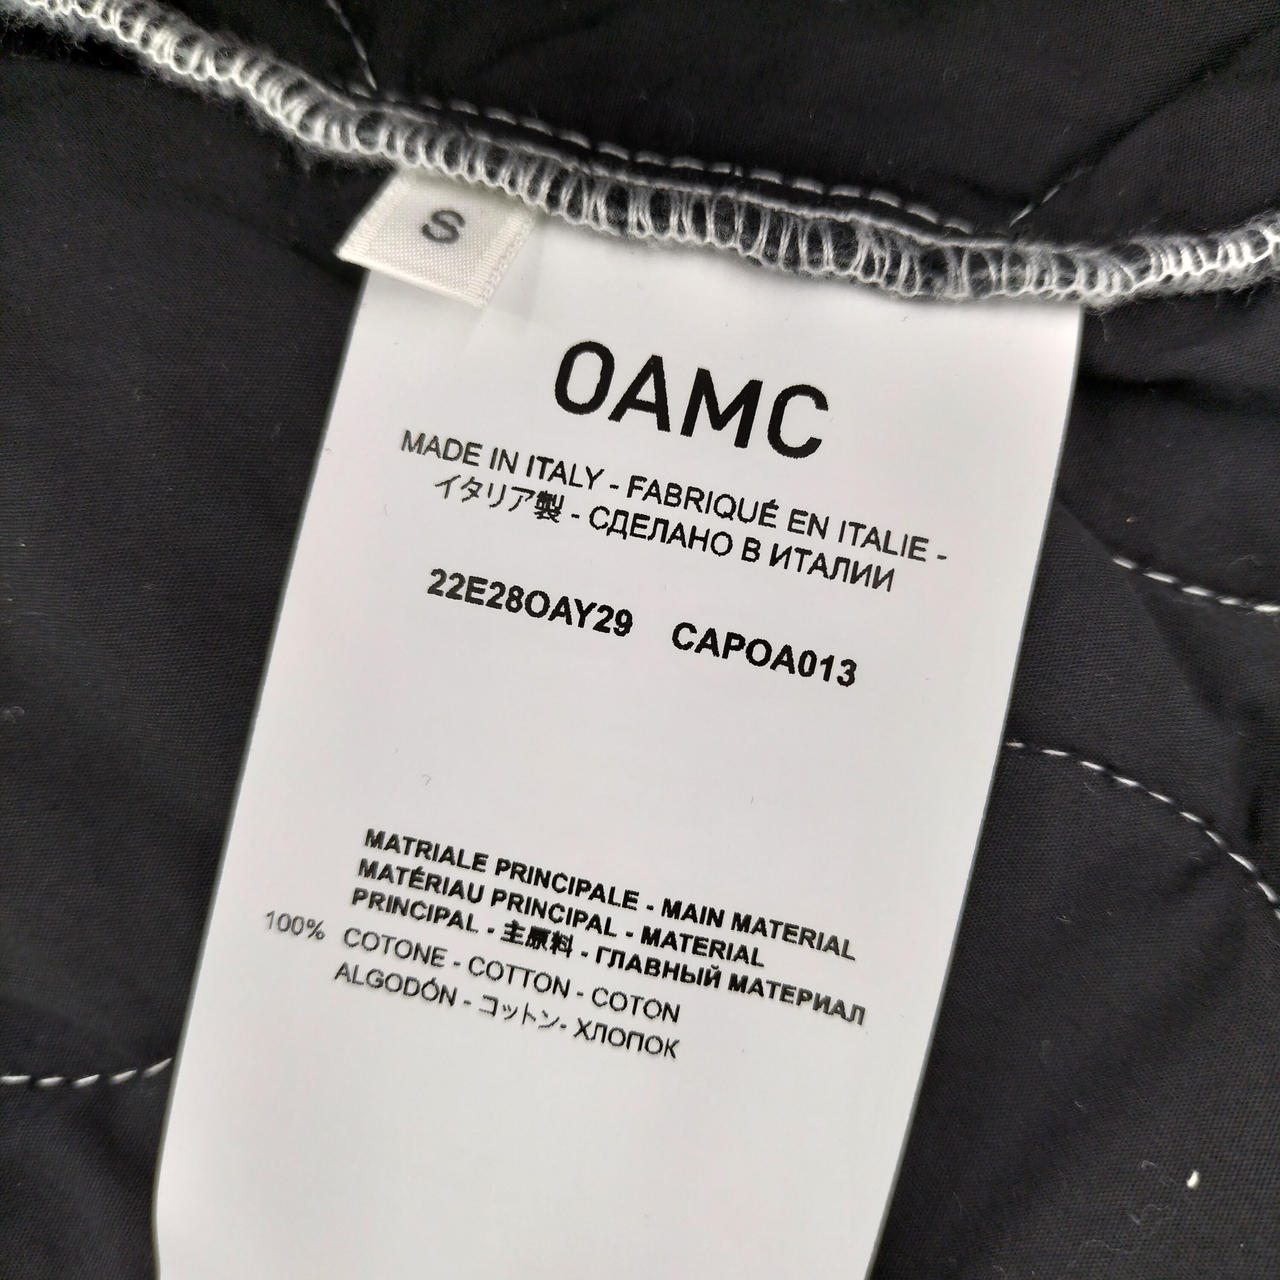 S
OAMC
MADE IN ITALY - FABRIQUÉ EN ITALIE -
イタリア製 - СДЕЛАНО В ИТАЛИИ
22E28OAY29 CAPOA013
MATRIALE PRINCIPALE - MAIN MATERIAL
MATÉRIAU PRINCIPAL - MATERIAL
PRINCIPAL - 主原料 - ГЛАВНЫЙ МАТЕРИАЛ
100% COTONE - COTTON - COTON
ALGODÓN - コットン- ХЛОПОК